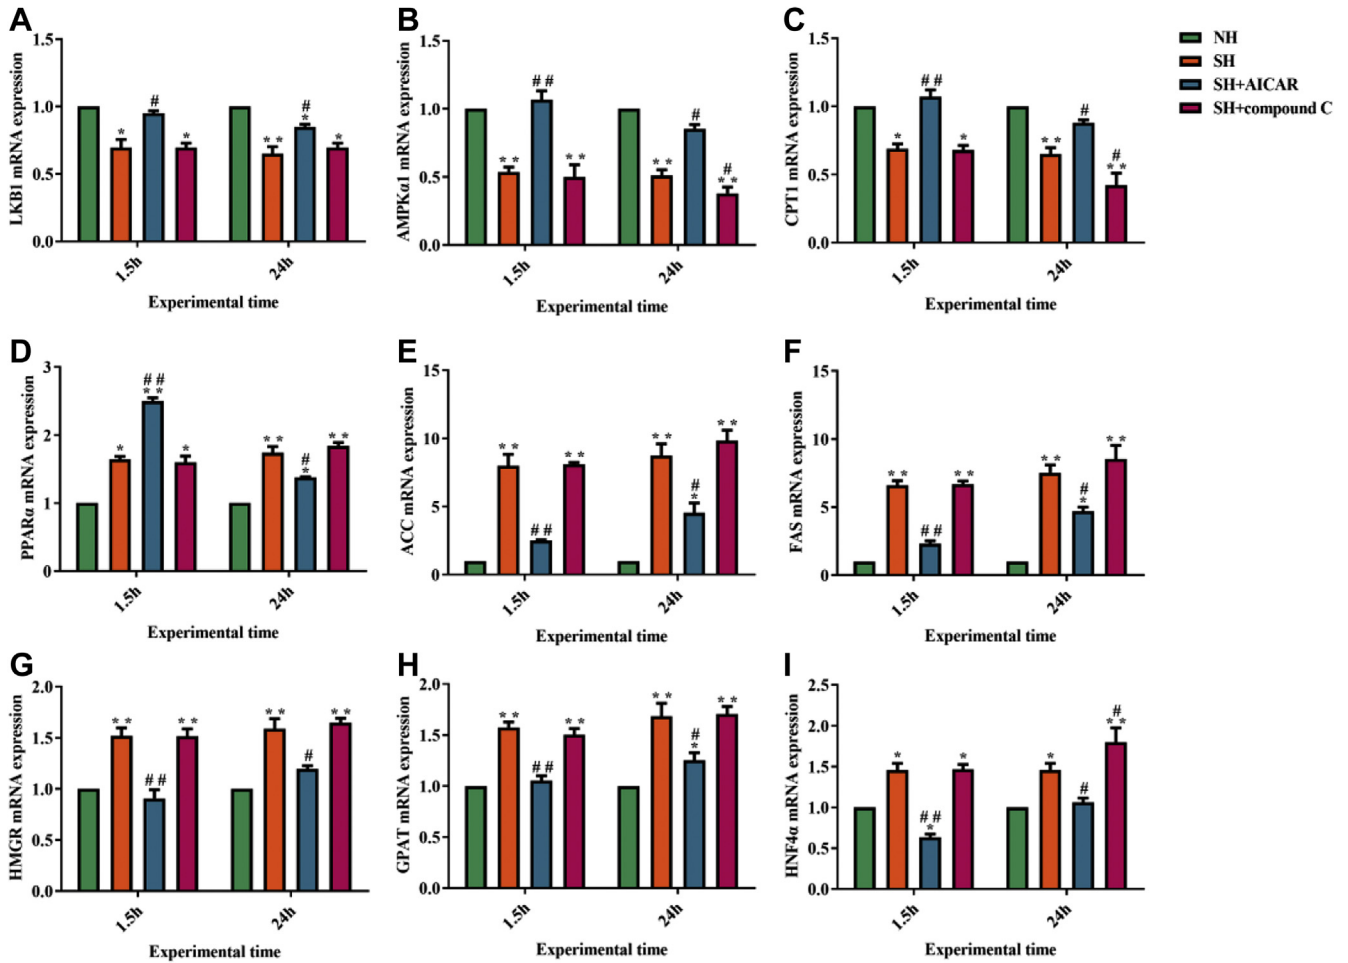 A
LKB1 mRNA expression
1.5
1.0
0.5
0.0
*
#
*
* *
#
*
*
1.5h
24h
Experimental time
B
AMPKα1 mRNA expression
1.5
1.0
0.5
0.0
* *
# #
* *
* *
#
#
* *
1.5h
24h
Experimental time
C
CPT1 mRNA expression
1.5
1.0
0.5
0.0
*
# #
*
* *
#
#
* *
1.5h
24h
Experimental time
NH
SH
SH+AICAR
SH+compound C
D
PPARα mRNA expression
3
2
1
0
*
# #
* *
*
* *
#
*
* *
1.5h
24h
Experimental time
E
ACC mRNA expression
15
10
5
0
* *
# #
* *
* *
#
*
* *
1.5h
24h
Experimental time
F
FAS mRNA expression
15
10
5
0
* *
# #
* *
* *
#
*
* *
1.5h
24h
Experimental time
G
HMGR mRNA expression
2.0
1.5
1.0
0.5
0.0
* *
# #
* *
* *
#
* *
1.5h
24h
Experimental time
H
GPAT mRNA expression
2.0
1.5
1.0
0.5
0.0
* *
# #
* *
* *
#
*
* *
1.5h
24h
Experimental time
I
HNF4α mRNA expression
2.5
2.0
1.5
1.0
0.5
0.0
*
# #
*
*
*
#
#
* *
1.5h
24h
Experimental time